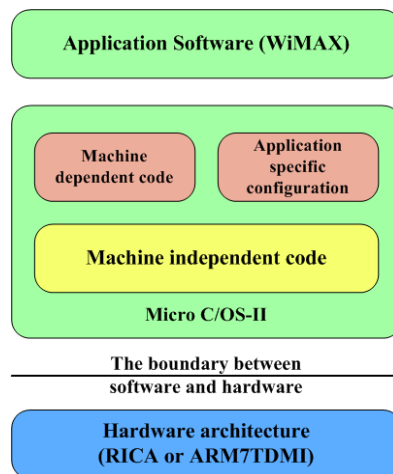 Application Software (WiMAX)
Machine
dependent code
Application
specific
configuration
Machine independent code
Micro C/OS-II
The boundary between
software and hardware
Hardware architecture
(RICA or ARM7TDMI)